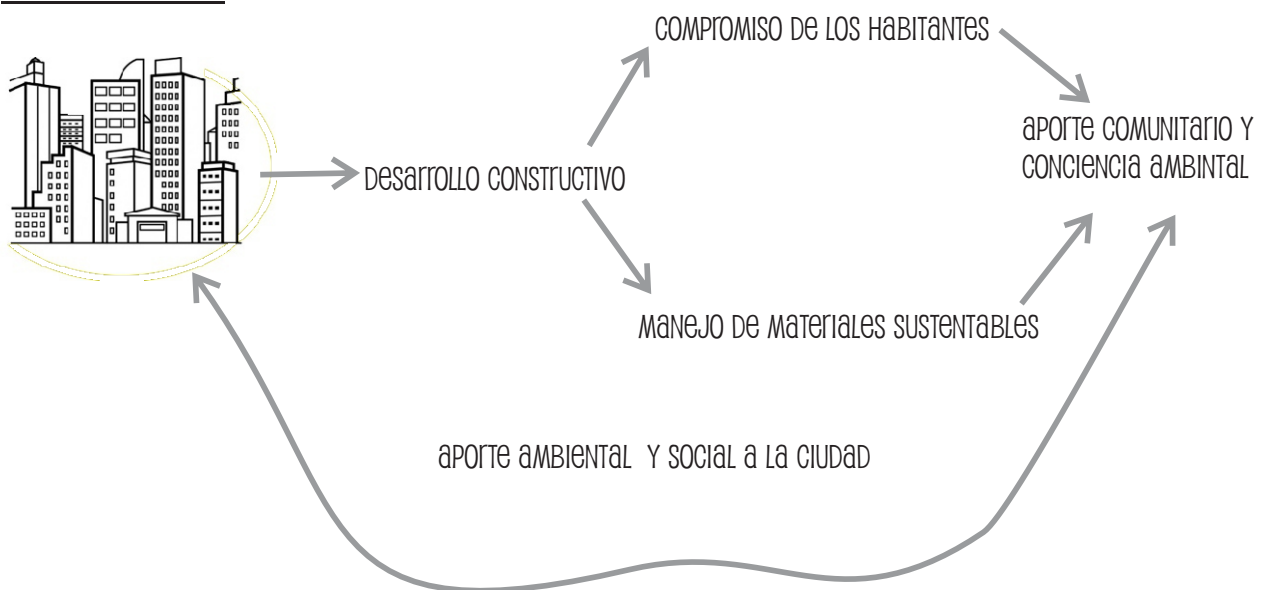 COMPROMISO DE LOS HABITANTES
APORTE COMUNITARIO Y
CONCIENCIA AMBINTAL
DESARROLLO CONSTRUCTIVO
MANEJO DE MATERIALES SUSTENTABLES
APORTE AMBIENTAL Y SOCIAL A LA CIUDAD